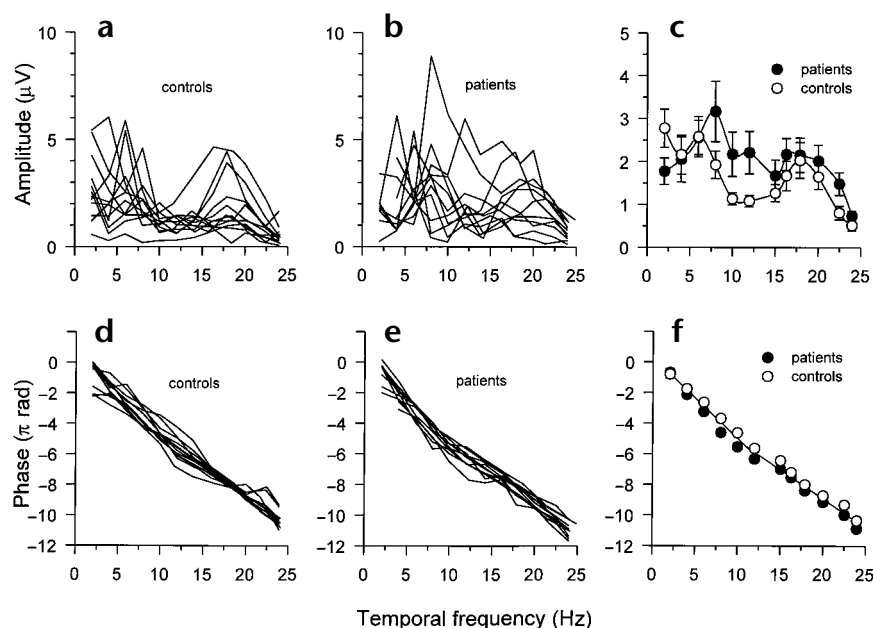 a
controls
Amplitude (μV)
10
5
0
0 5 10 15 20 25
b
patients
10
5
0
0 5 10 15 20 25
c
patients
controls
5
4
3
2
1
0
0 5 10 15 20 25
d
controls
Phase (π rad)
0
−2
−4
−6
−8
−10
−12
0 5 10 15 20 25
e
patients
0
−2
−4
−6
−8
−10
−12
0 5 10 15 20 25
f
patients
controls
0
−2
−4
−6
−8
−10
−12
0 5 10 15 20 25
Temporal frequency (Hz)